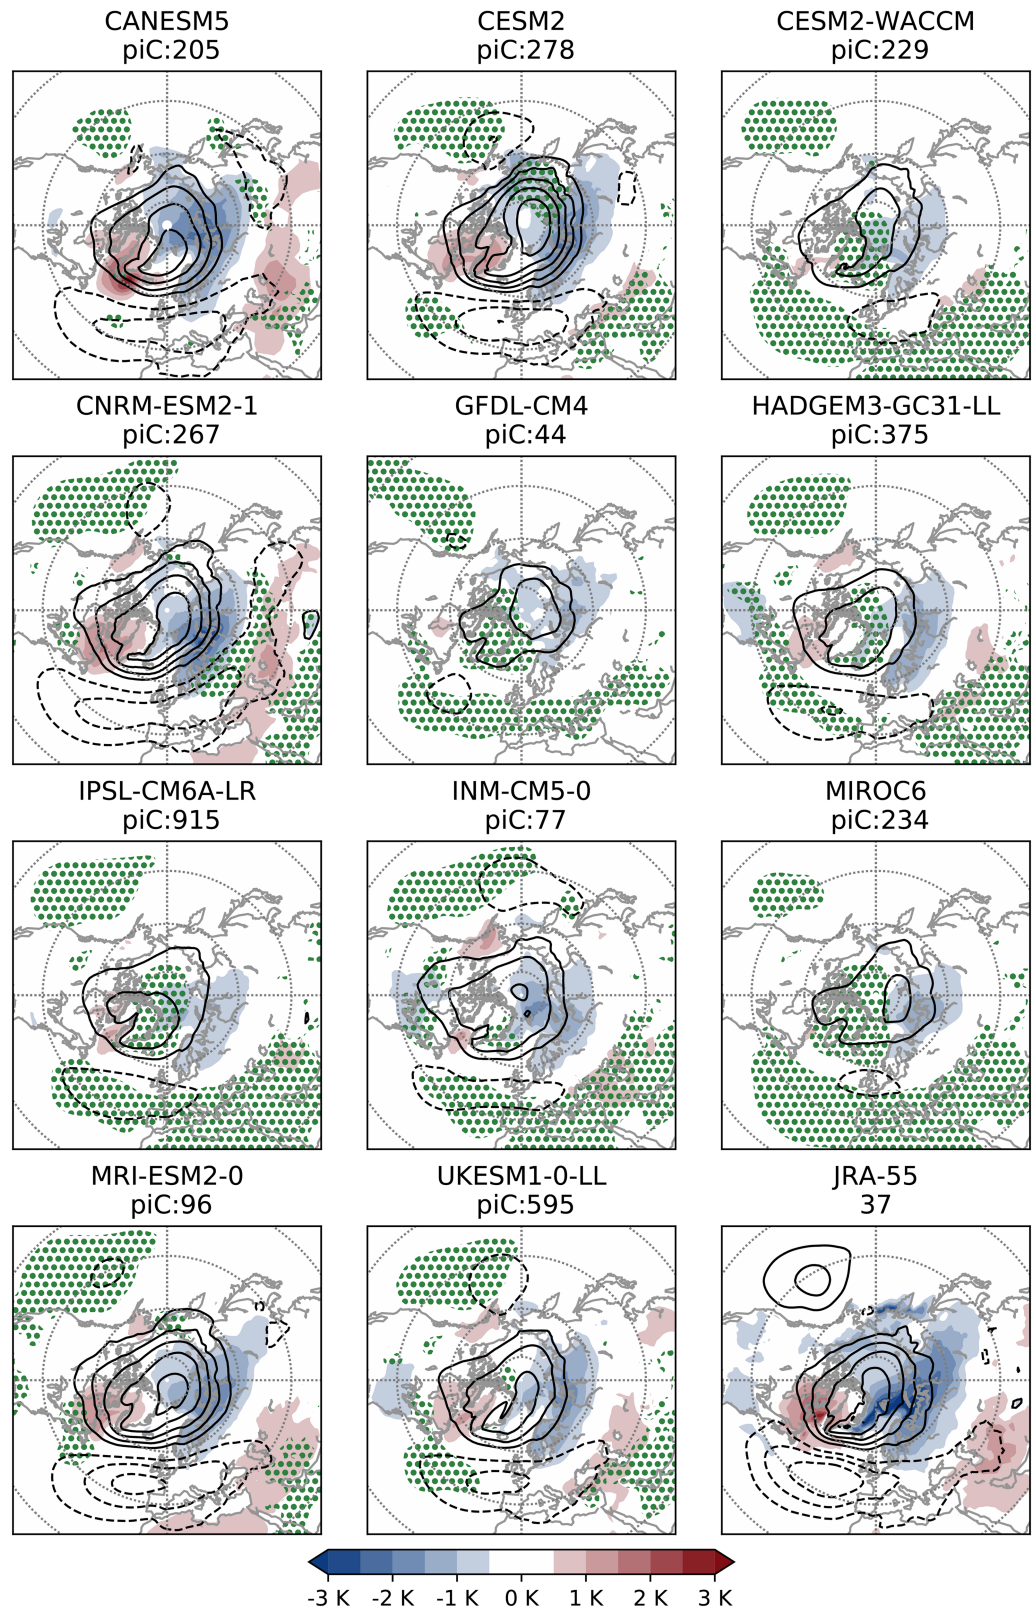 CANESM5
piC:205
CESM2
piC:278
CESM2-WACCM
piC:229
CNRM-ESM2-1
piC:267
GFDL-CM4
piC:44
HADGEM3-GC31-LL
piC:375
IPSL-CM6A-LR
piC:915
INM-CM5-0
piC:77
MIROC6
piC:234
MRI-ESM2-0
piC:96
UKESM1-0-LL
piC:595
JRA-55
37
-3 K -2 K -1 K 0 K 1 K 2 K 3 K